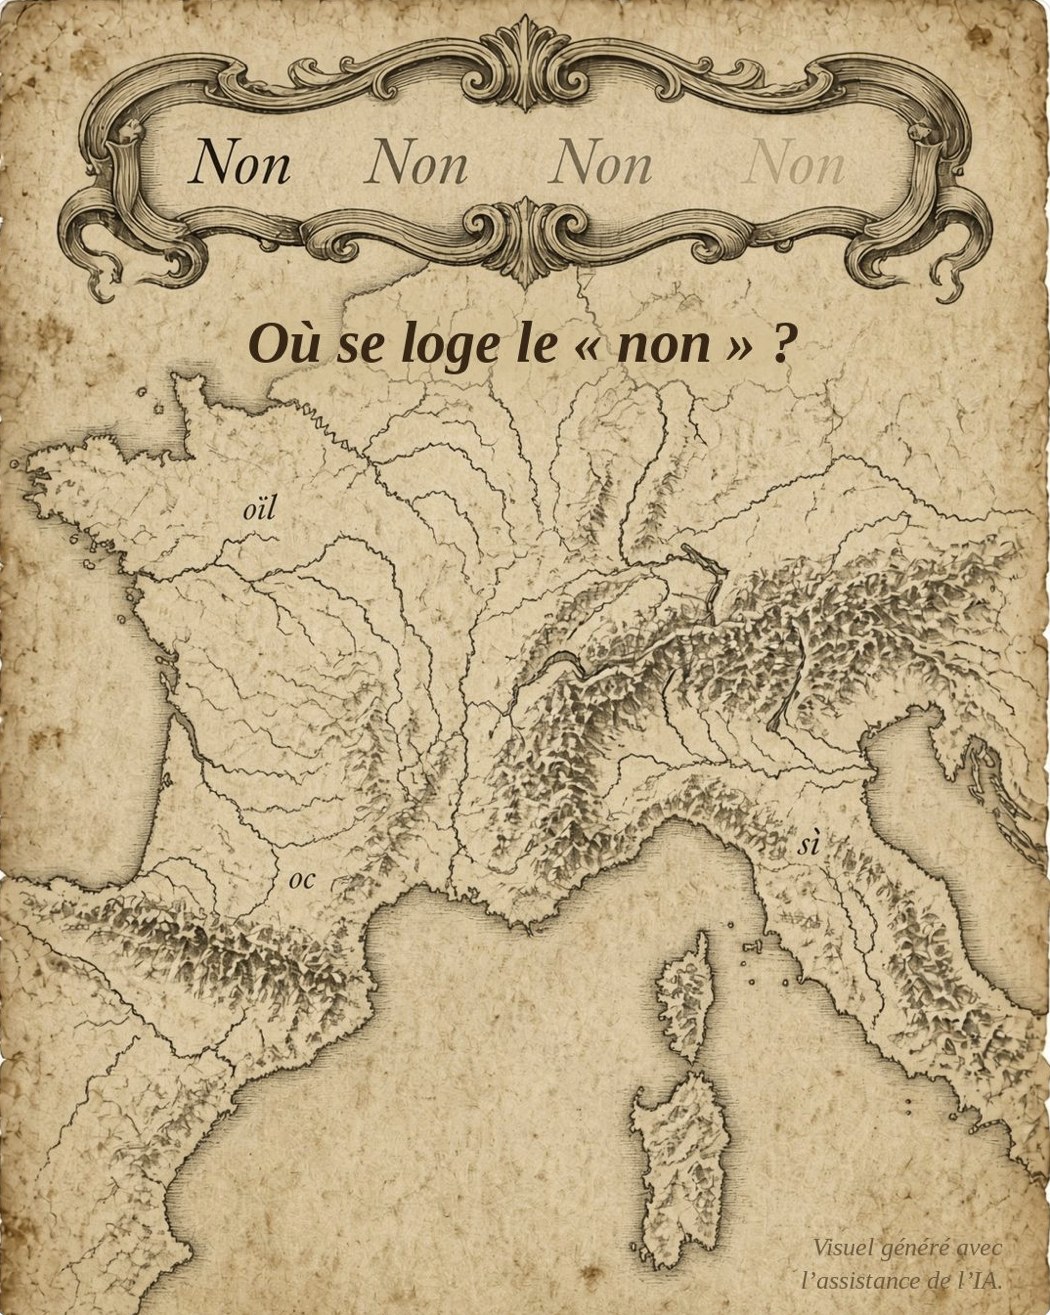 Non Non Non Non
Où se loge le « non » ?
oïl
sì
oc
Visuel généré avec
l’assistance de l’IA.